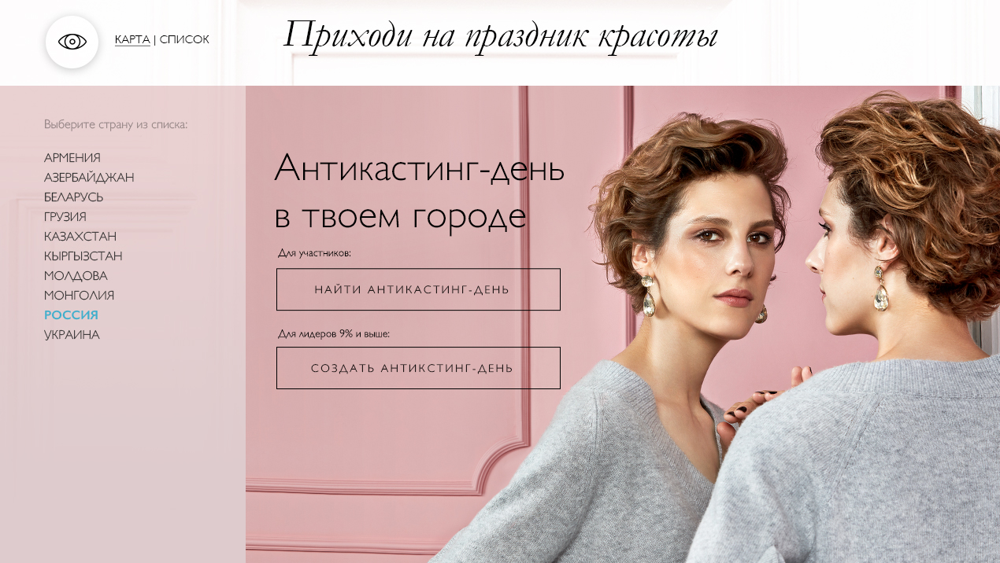 КАРТА | СПИСОК
Приходи на праздник красоты
Выберите страну из списка:
АРМЕНИЯ
АЗЕРБАЙДЖАН
БЕЛАРУСЬ
ГРУЗИЯ
КАЗАХСТАН
КЫРГЫЗСТАН
МОЛДОВА
МОНГОЛИЯ
РОССИЯ
УКРАИНА
Антикастинг-день
в твоем городе
Для участников:
НАЙТИ АНТИКАСТИНГ-ДЕНЬ
Для лидеров 9% и выше:
СОЗДАТЬ АНТИКСТИНГ-ДЕНЬ